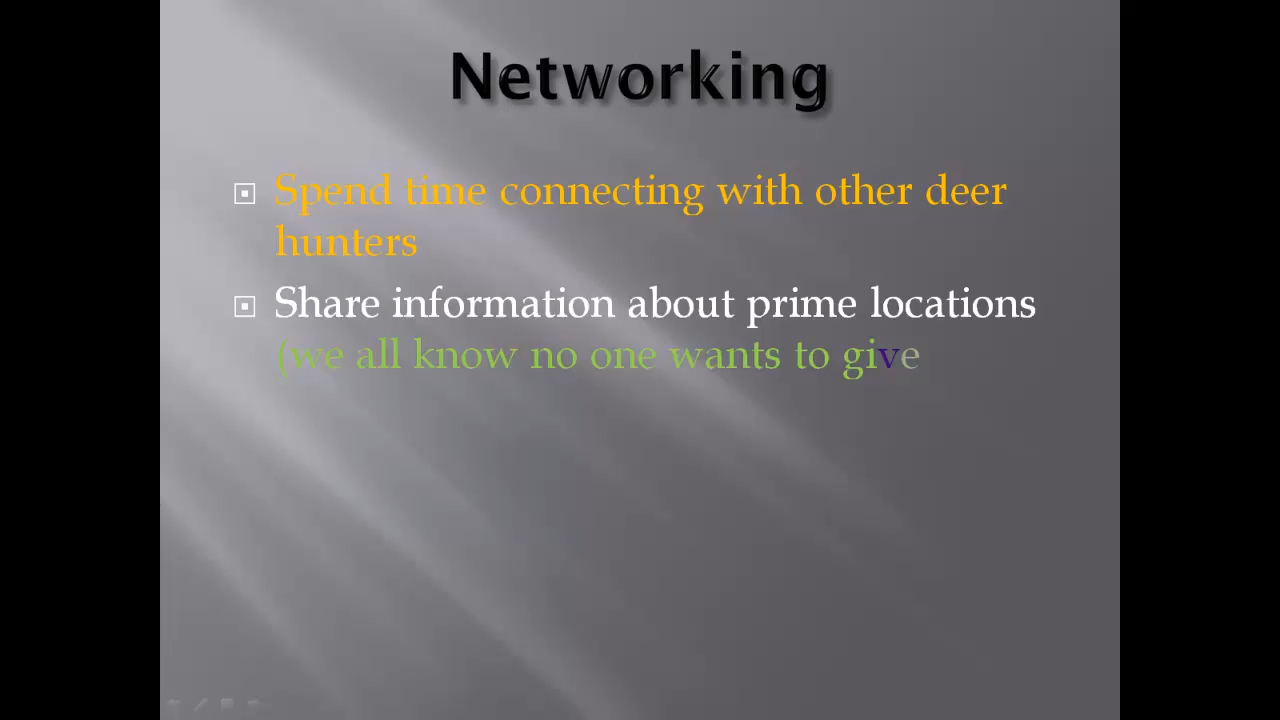 Networking
Spend time connecting with other deer
hunters
Share information about prime locations
(we all know no one wants to give